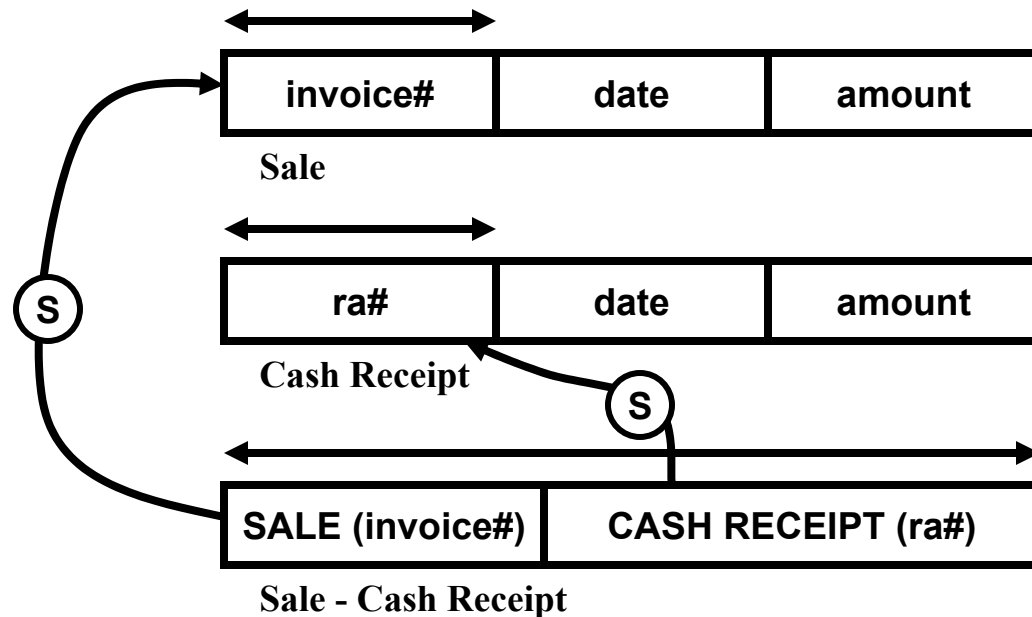 invoice# date amount
Sale
ra# date amount
Cash Receipt
S
S
SALE (invoice#) CASH RECEIPT (ra#)
Sale - Cash Receipt